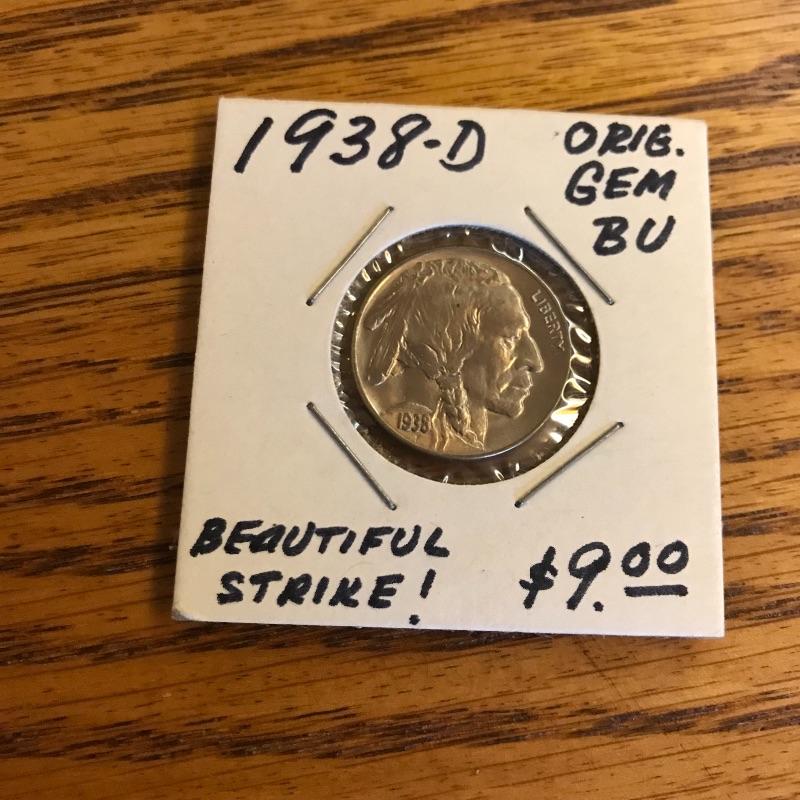 1938-D
ORIG.
GEM
BU
LIBERTY
1938
BEAUTIFUL
STRIKE!
$9.00